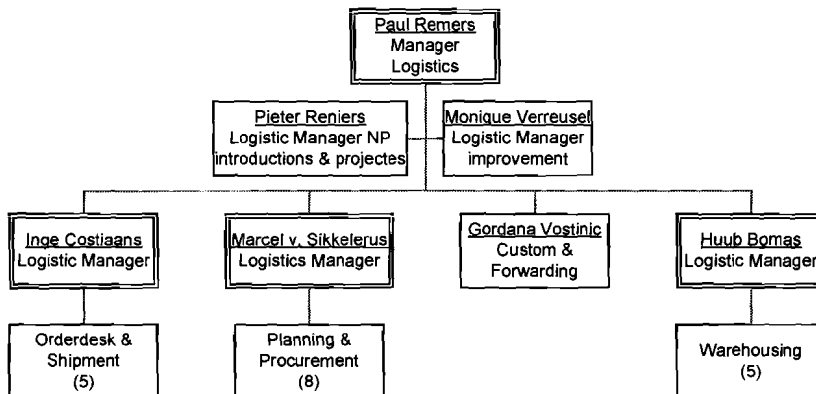 Paul Remers
Manager
Logistics
Pieter Reniers
Logistic Manager NP
introductions & projectes
Monique Verreusel
Logistic Manager
improvement
Inge Costiaans
Logistic Manager
Marcel v. Sikkelerus
Logistics Manager
Gordana Vostinic
Custom &
Forwarding
Huub Bomas
Logistic Manager
Orderdesk &
Shipment
(5)
Planning &
Procurement
(8)
Warehousing
(5)